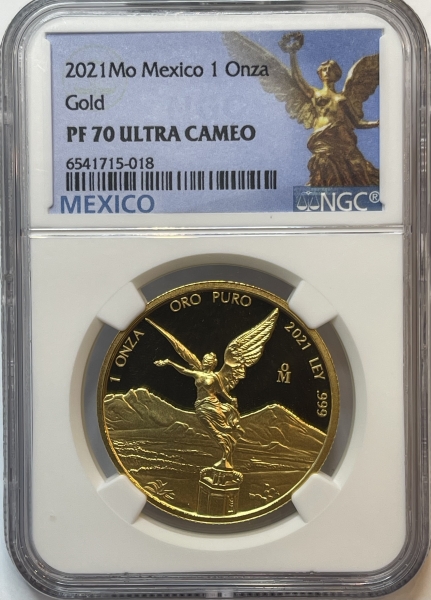 2021Mo Mexico 1 Onza
Gold
PF 70 ULTRA CAMEO
6541715-018
MEXICO
NGC®
1 ONZA ORO PURO 2021 LEY .999
Mo